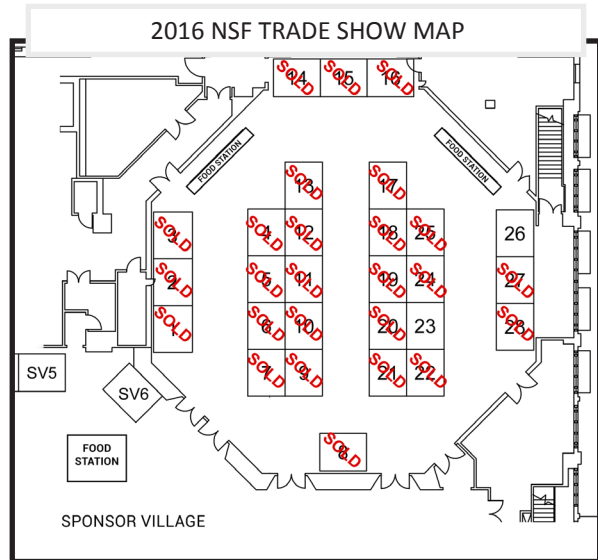 2016 NSF TRADE SHOW MAP
14 SOLD
15 SOLD
16 SOLD
FOOD STATION
FOOD STATION
13 SOLD
17 SOLD
3 SOLD
4 SOLD
12 SOLD
18 SOLD
25 SOLD
26
2 SOLD
5 SOLD
11 SOLD
19 SOLD
24 SOLD
27 SOLD
1 SOLD
6 SOLD
10 SOLD
20 SOLD
23
28 SOLD
7 SOLD
9 SOLD
21 SOLD
22 SOLD
SV5
SV6
8 SOLD
FOOD
STATION
SPONSOR VILLAGE